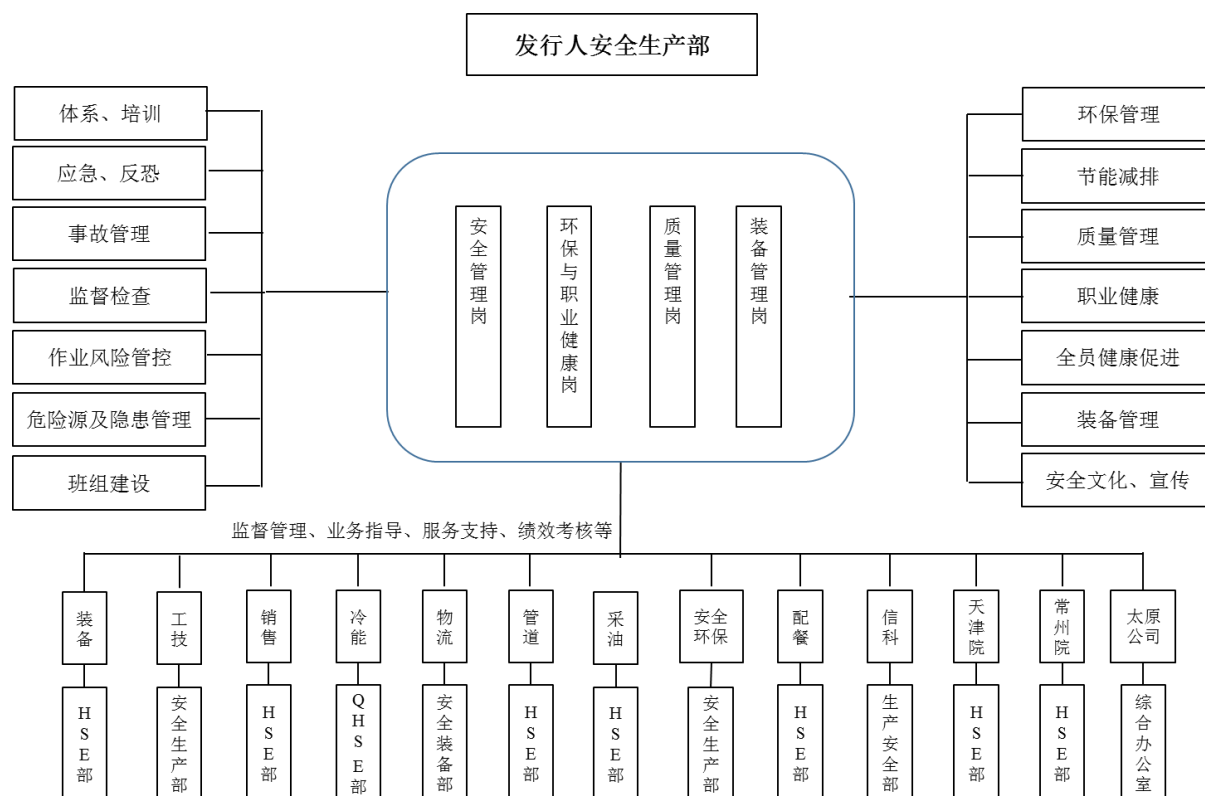 发行人安全生产部
体系、培训
应急、反恐
事故管理
监督检查
作业风险管控
危险源及隐患管理
班组建设
安全管理岗
环保与职业健康岗
质量管理岗
装备管理岗
环保管理
节能减排
质量管理
职业健康
全员健康促进
装备管理
安全文化、宣传
监督管理、业务指导、服务支持、绩效考核等
装备
工技
销售
冷能
物流
管道
采油
安全
环保
配餐
信科
天津院
常州院
太原
公司
HSE部
安全生产部
HSE部
QHSE部
安全装备部
HSE部
HSE部
安全生产部
HSE部
生产安全部
HSE部
HSE部
综合办公室